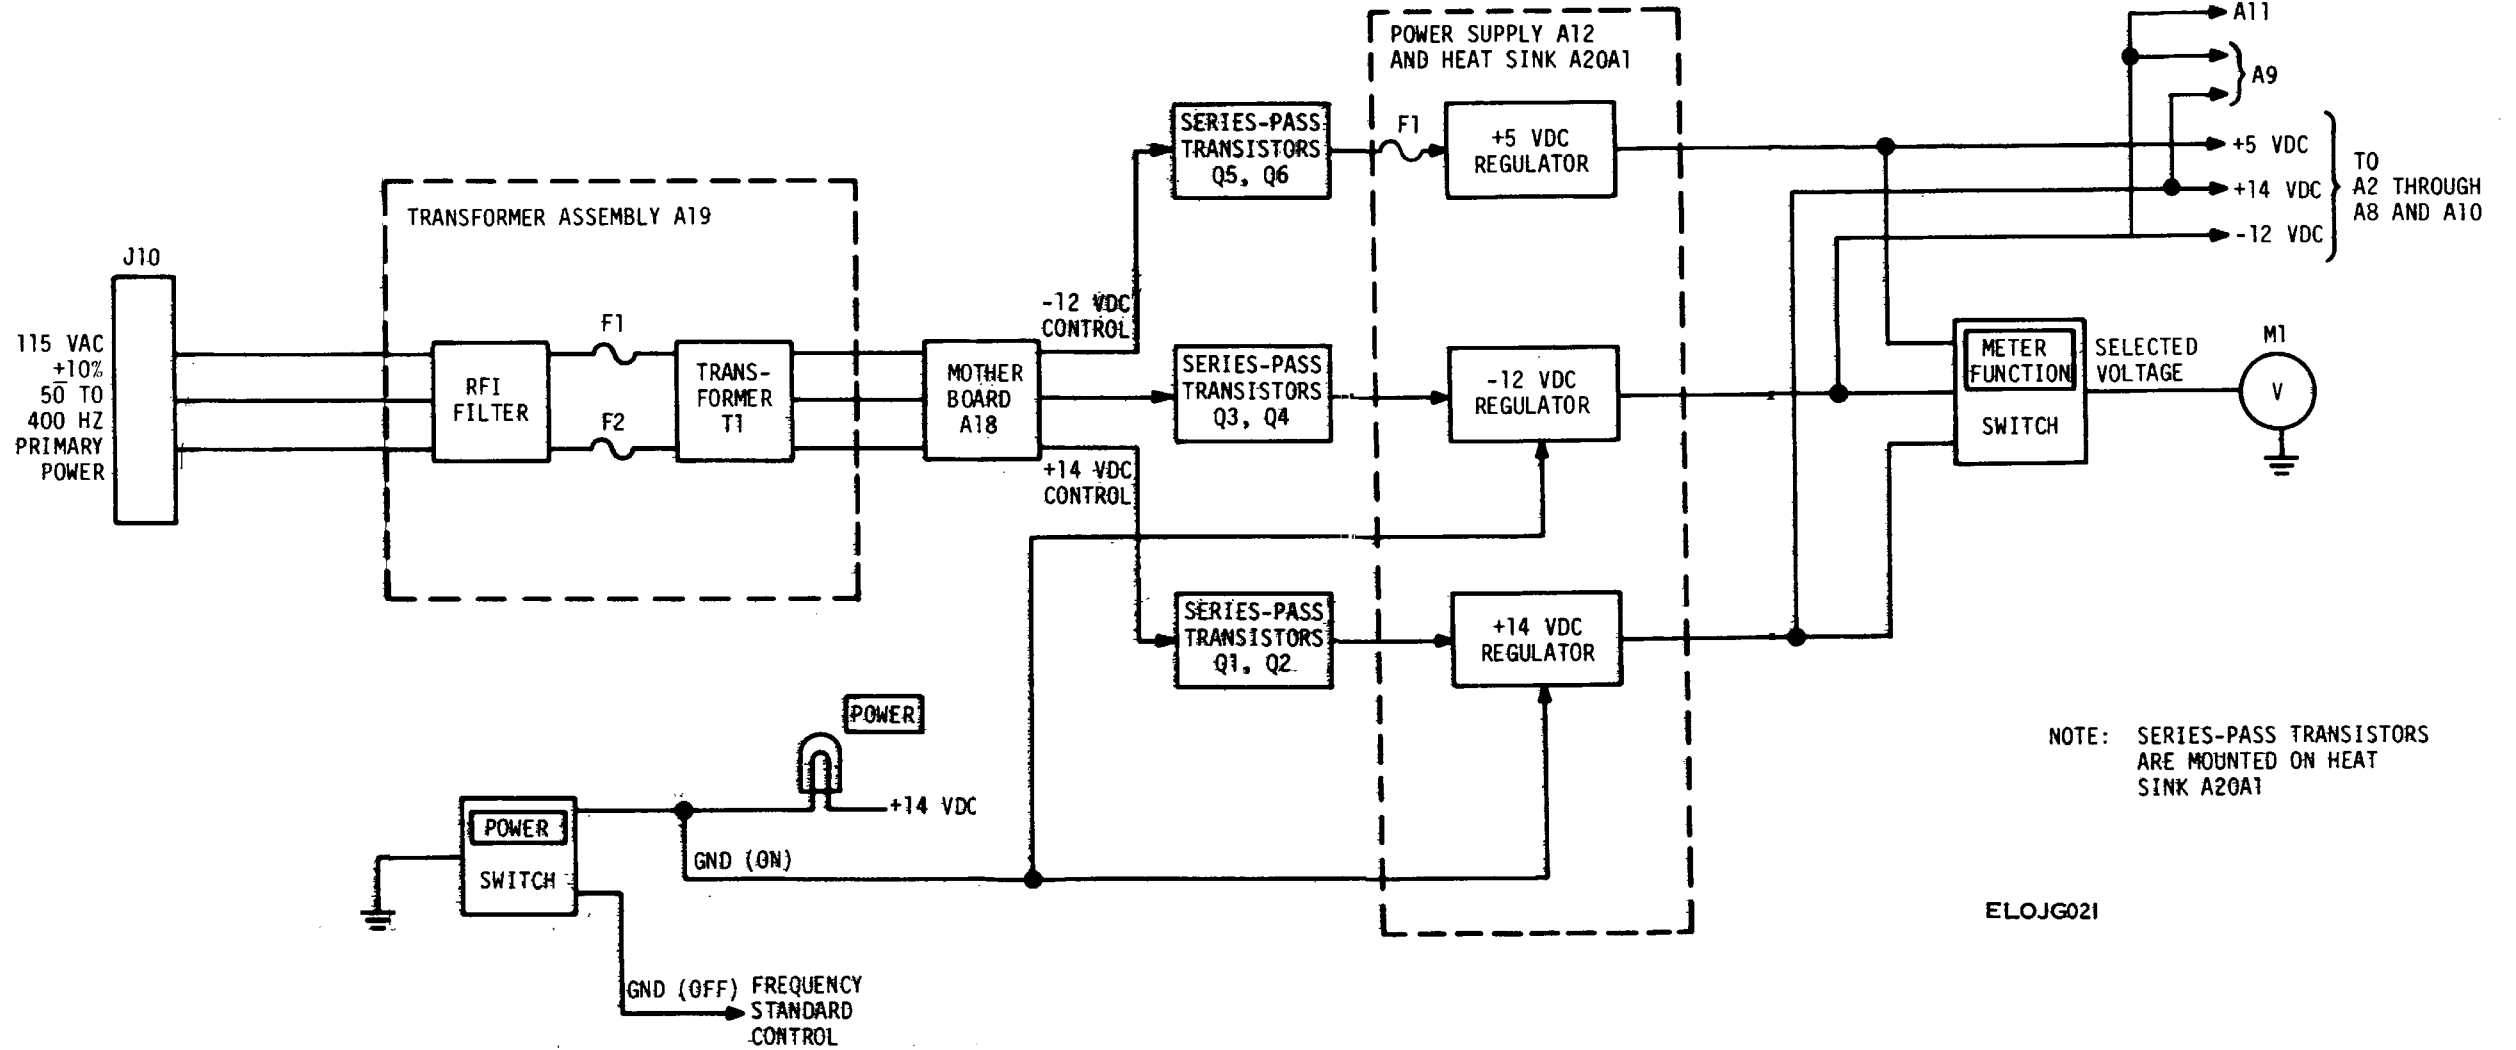 J10
115 VAC
±10%
50 TO
400 HZ
PRIMARY
POWER
TRANSFORMER ASSEMBLY A19
RFI
FILTER
F1
F2
TRANS-
FORMER
T1
MOTHER
BOARD
A18
-12 VDC
CONTROL
+14 VDC
CONTROL
SERIES-PASS
TRANSISTORS
Q5, Q6
SERIES-PASS
TRANSISTORS
Q3, Q4
SERIES-PASS
TRANSISTORS
Q1, Q2
POWER SUPPLY A12
AND HEAT SINK A20A1
F1
+5 VDC
REGULATOR
-12 VDC
REGULATOR
+14 VDC
REGULATOR
A11
A9
+5 VDC
+14 VDC
-12 VDC
TO
A2 THROUGH
A8 AND A10
METER
FUNCTION
SWITCH
SELECTED
VOLTAGE
M1
V
POWER
+14 VDC
POWER
SWITCH
GND (ON)
GND (OFF)
FREQUENCY
STANDARD
CONTROL
NOTE: SERIES-PASS TRANSISTORS
ARE MOUNTED ON HEAT
SINK A20A1
ELOJG021